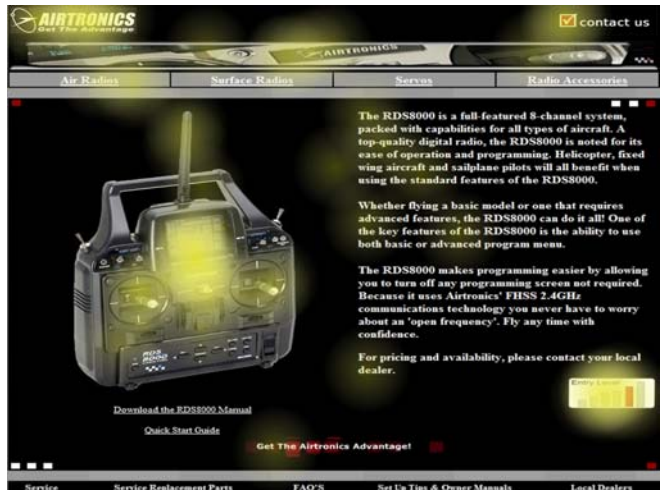 AIRTRONICS
Get The Advantage
contact us
AIRTRONICS
Air Radios
Surface Radios
Servos
Radio Accessories
The RDS8000 is a full-featured 8-channel system,
packed with capabilities for all types of aircraft. A
top-quality digital radio, the RDS8000 is noted for its
ease of operation and programming. Helicopter, fixed
wing aircraft and sailplane pilots will all benefit when
using the standard features of the RDS8000.
Whether flying a basic model or one that requires
advanced features, the RDS8000 can do it all! One of
the key features of the RDS8000 is the ability to use
both basic or advanced program menu.
The RDS8000 makes programming easier by allowing
you to turn off any programming screen not required.
Because it uses Airtronics' FHSS 2.4GHz
communications technology you never have to worry
about an 'open frequency'. Fly any time with
confidence.
For pricing and availability, please contact your local
dealer.
Entry Level
RDS
8000
Download the RDS8000 Manual
Quick Start Guide
Get The Airtronics Advantage!
Service
Service Replacement Parts
FAQ'S
Set Up Tips & Owner Manuals
Local Dealers